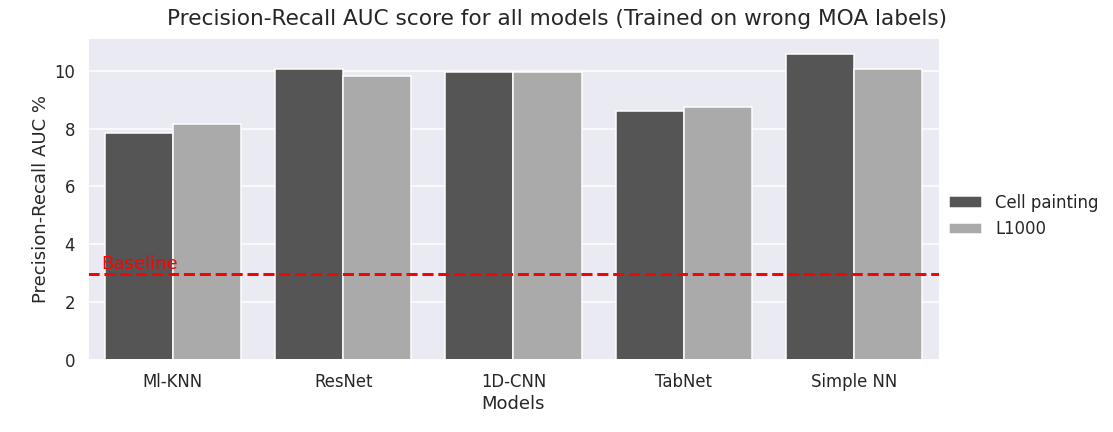 Precision-Recall AUC score for all models (Trained on wrong MOA labels)
Precision-Recall AUC %
10
8
6
4
2
0
Baseline
Ml-KNN
ResNet
1D-CNN
TabNet
Simple NN
Models
Cell painting
L1000